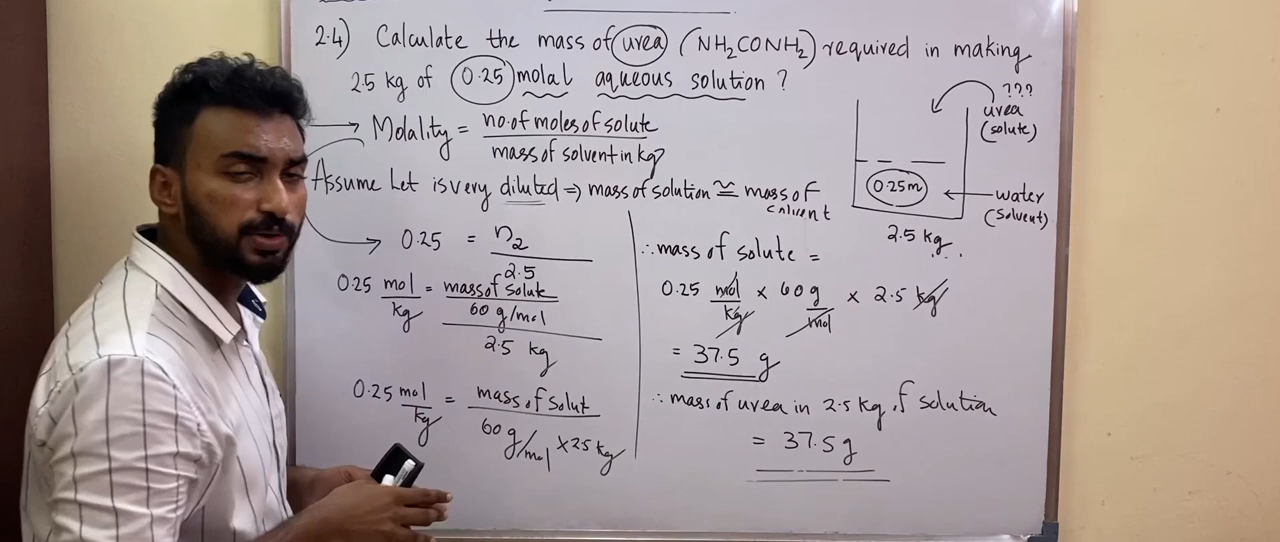 2.4) Calculate the mass of urea (NH2CONH2) required in making
2.5 kg of 0.25 molal aqueous solution ?
Molality = no.of moles of solute
mass of solvent in kg
Assume Let is very diluted ⇒ mass of solution ≅ mass of
solvent
0.25 = n2
2.5
0.25 mol = mass of solute
kg 60 g/mol
2.5 kg
0.25 mol = mass of solut
kg 60 g/mol × 2.5 kg
∴ mass of solute =
0.25 mol × 60 g × 2.5 kg
kg mol
= 37.5 g
∴ mass of urea in 2.5 kg of solution
= 37.5 g
???
urea
(solute)
0.25m
water
(solvent)
2.5 kg